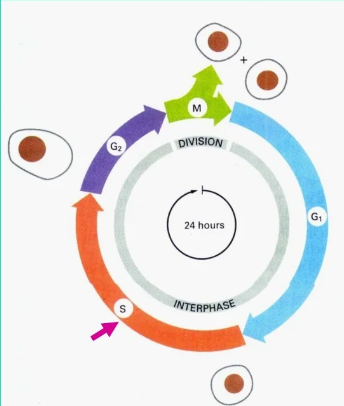 +
M
G₂
DIVISION
G₁
24 hours
INTERPHASE
S